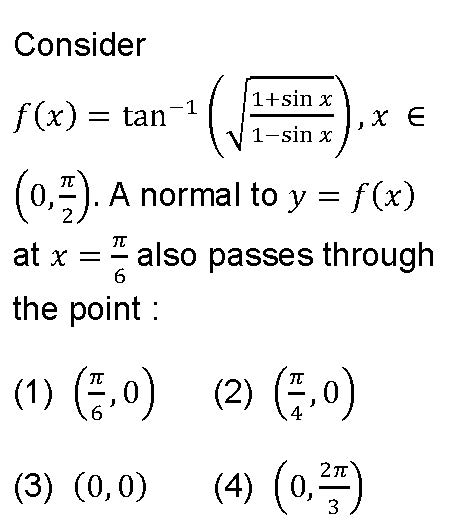 Consider
f(x) = tan⁻¹ (√((1+sin x)/(1−sin x))), x ∈
(0, π/2). A normal to y = f(x)
at x = π/6 also passes through
the point :
(1) (π/6, 0) (2) (π/4, 0)
(3) (0, 0) (4) (0, 2π/3)